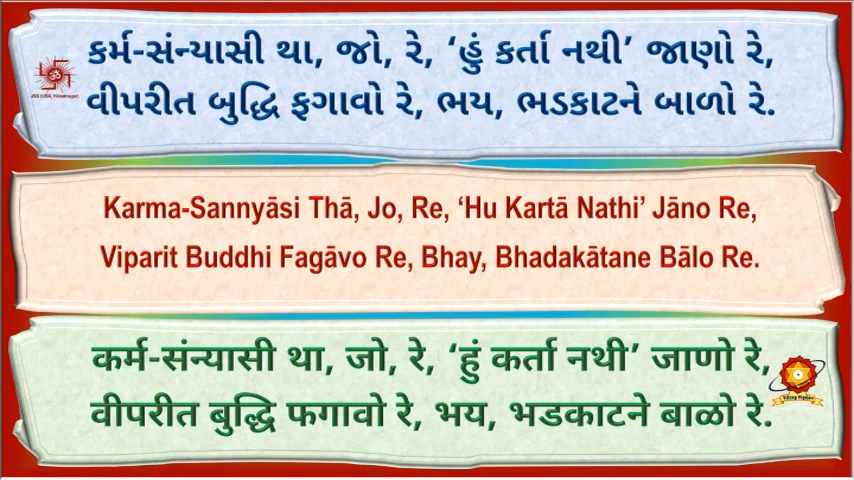 કર્મ-સંન્યાસી થા, જો, રે, ‘હું કર્તા નથી’ જાણો રે,
વીપરીત બુદ્ધિ ફગાવો રે, ભય, ભડકાટને બાળો રે.
Karma-Sannyāsi Thā, Jo, Re, ‘Hu Kartā Nathi’ Jāno Re,
Viparit Buddhi Fagāvo Re, Bhay, Bhadakātane Bālo Re.
कर्म-संन्यासी था, जो, रे, ‘हुं कर्ता नथी’ जाणो रे,
वीपरीत बुद्धि फगावो रे, भय, भडकाटने बाळो रे.